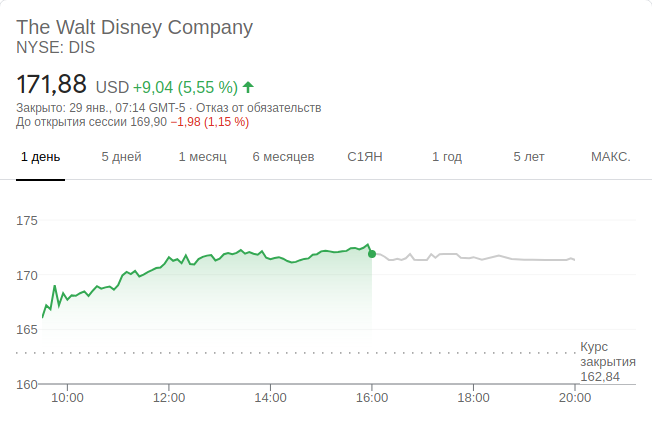 The Walt Disney Company
NYSE: DIS
171,88 USD +9,04 (5,55 %)
Закрыто: 29 янв., 07:14 GMT-5 · Отказ от обязательств
До открытия сессии 169,90 −1,98 (1,15 %)
1 день 5 дней 1 месяц 6 месяцев С1ЯН 1 год 5 лет МАКС.
175
170
165
160
Курс
закрытия
162,84
10:00 12:00 14:00 16:00 18:00 20:00